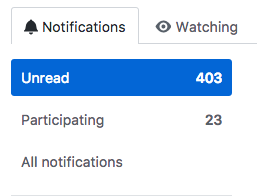 Notifications Watching
Unread 403
Participating 23
All notifications